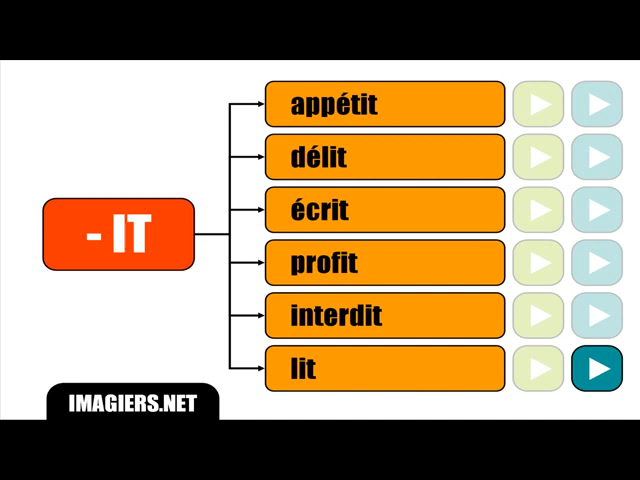 - IT
appétit
délit
écrit
profit
interdit
lit
IMAGIERS.NET